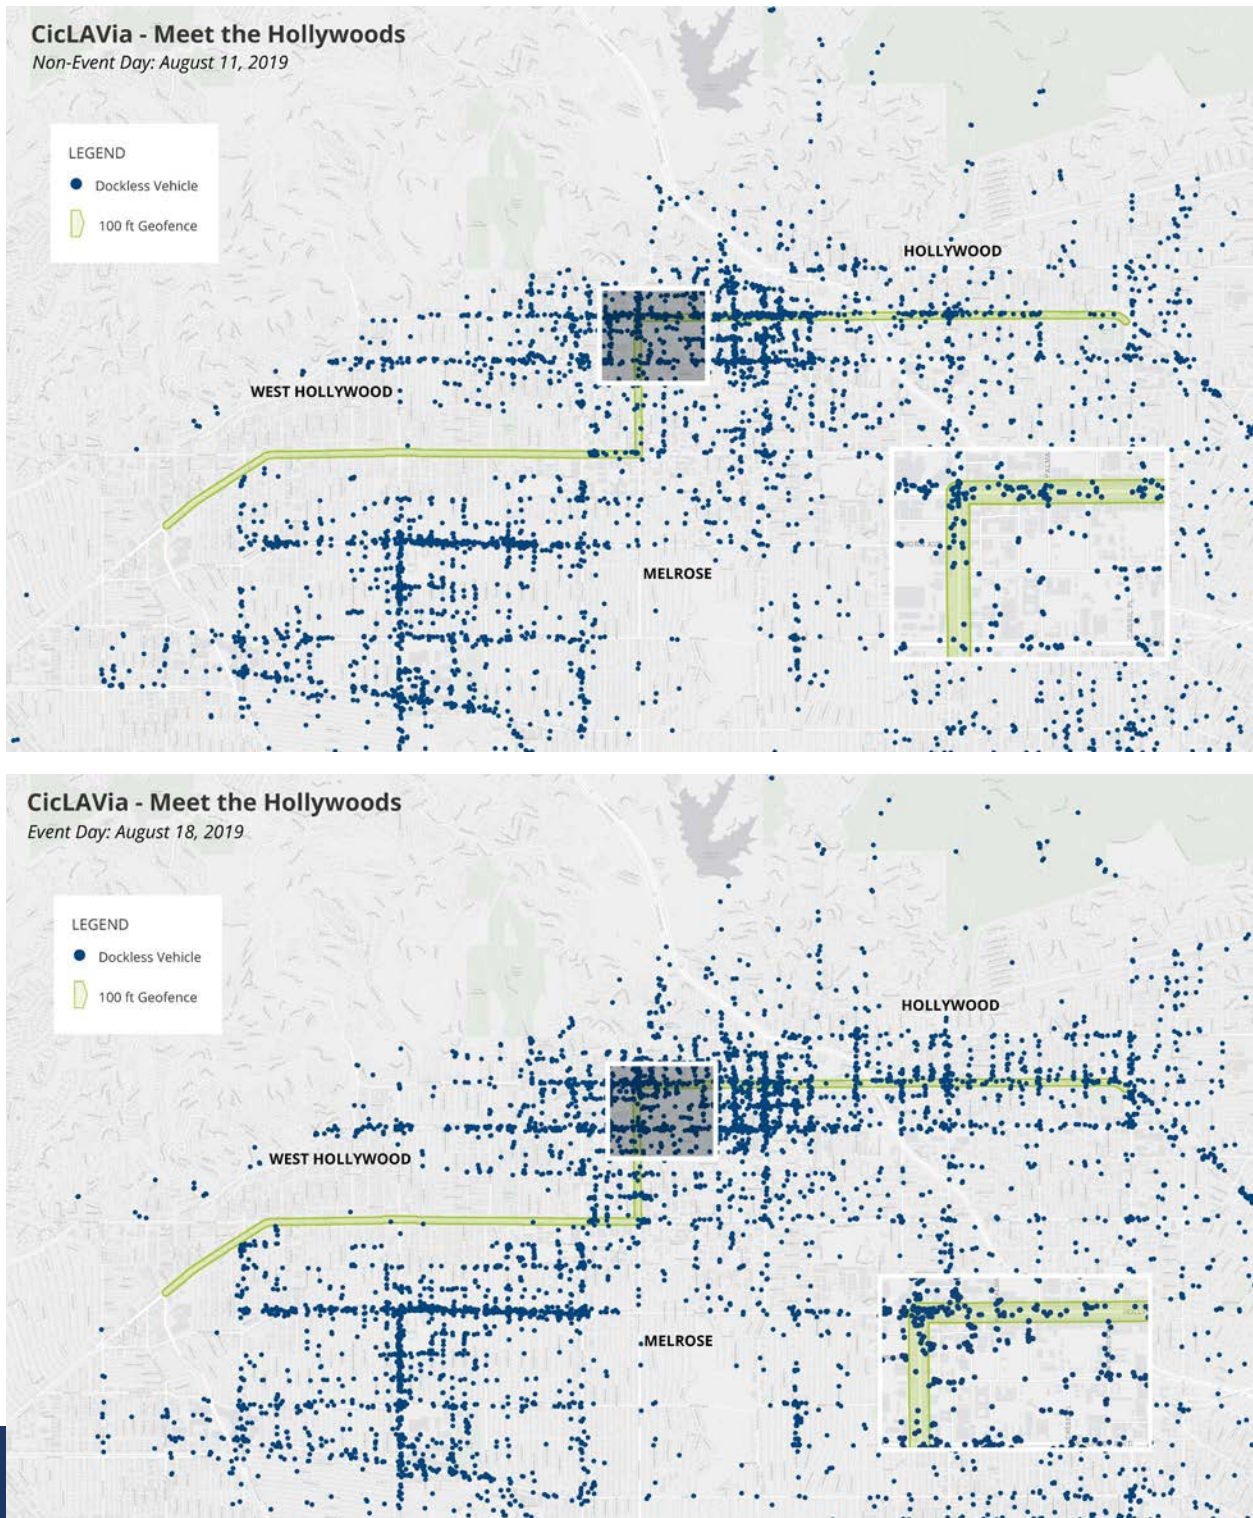 CicLAVia - Meet the Hollywoods
Non-Event Day: August 11, 2019
LEGEND
Dockless Vehicle
100 ft Geofence
HOLLYWOOD
WEST HOLLYWOOD
MELROSE
CicLAVia - Meet the Hollywoods
Event Day: August 18, 2019
LEGEND
Dockless Vehicle
100 ft Geofence
HOLLYWOOD
WEST HOLLYWOOD
MELROSE